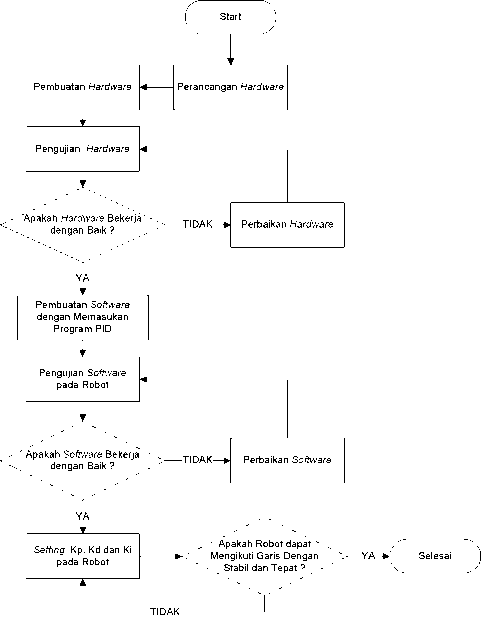 Start
Pembuatan Hardware
Perancangan Hardware
Pengujian Hardware
Apakah Hardware Bekerja
dengan Baik ?
TIDAK
Perbaikan Hardware
YA
Pembuatan Software
dengan Memasukan
Program PID
Pengujian Software
pada Robot
Apakah Software Bekerja
dengan Baik ?
TIDAK
Perbaikan Software
YA
Setting Kp, Kd dan Ki
pada Robot
Apakah Robot dapat
Mengikuti Garis Dengan
Stabil dan Tepat ?
YA
Selesai
TIDAK